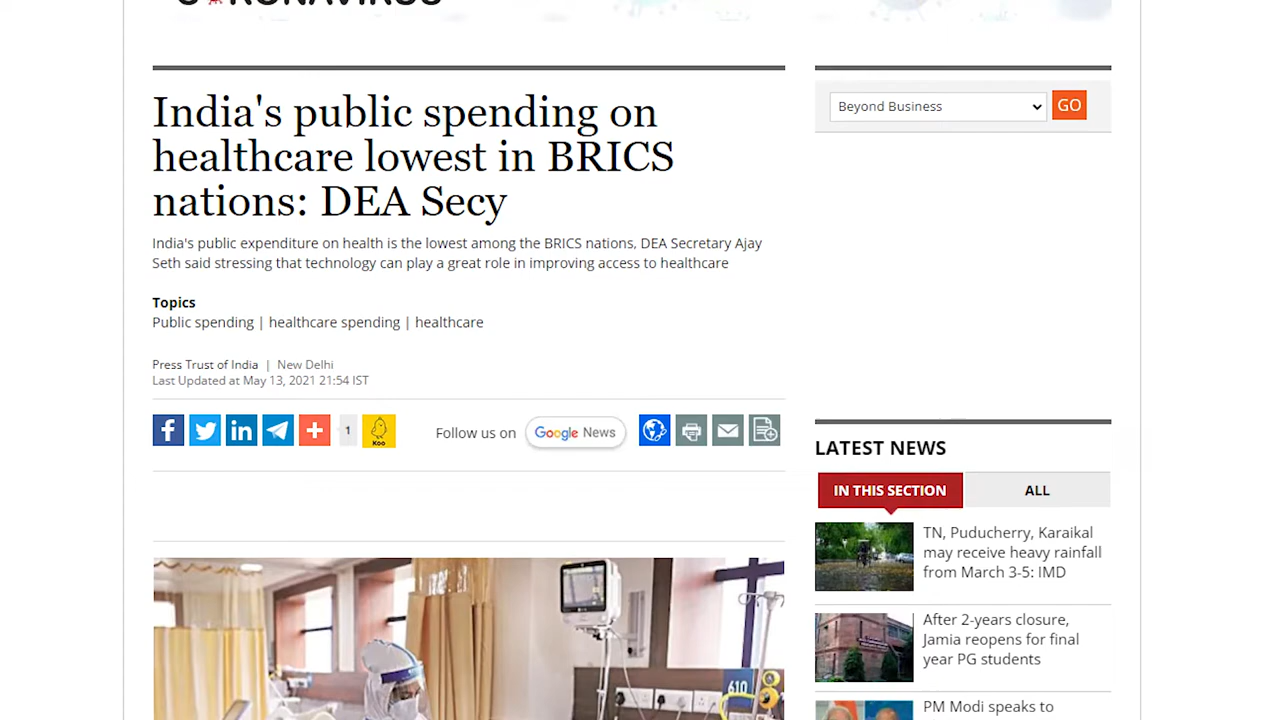 CORONAVIRUS
India's public spending on
healthcare lowest in BRICS
nations: DEA Secy
India's public expenditure on health is the lowest among the BRICS nations, DEA Secretary Ajay
Seth said stressing that technology can play a great role in improving access to healthcare
Topics
Public spending | healthcare spending | healthcare
Press Trust of India | New Delhi
Last Updated at May 13, 2021 21:54 IST
1
Koo
Follow us on
Google News
610
Beyond Business
GO
LATEST NEWS
IN THIS SECTION
ALL
TN, Puducherry, Karaikal
may receive heavy rainfall
from March 3-5: IMD
After 2-years closure,
Jamia reopens for final
year PG students
PM Modi speaks to